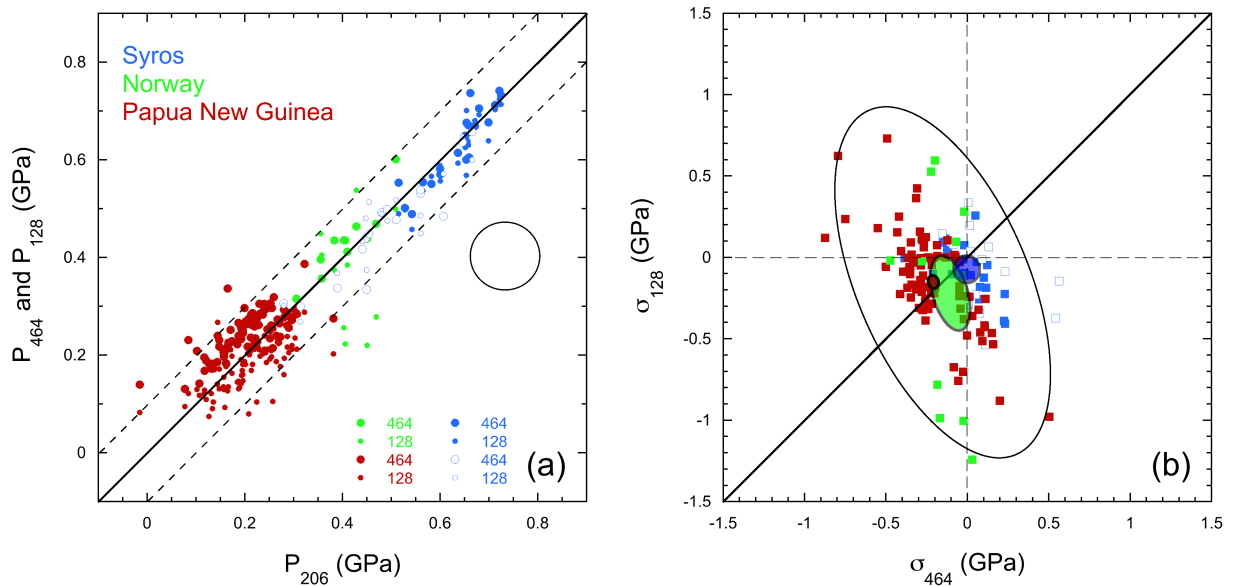 Syros
Norway
Papua New Guinea
P464 and P128 (GPa)
0.8
0.6
0.4
0.2
0
464 464
128 128
464 464
128 128
(a)
0 0.2 0.4 0.6 0.8
P206 (GPa)
σ128 (GPa)
1.5
1
0.5
0
-0.5
-1
-1.5
(b)
-1.5 -1 -0.5 0 0.5 1 1.5
σ464 (GPa)